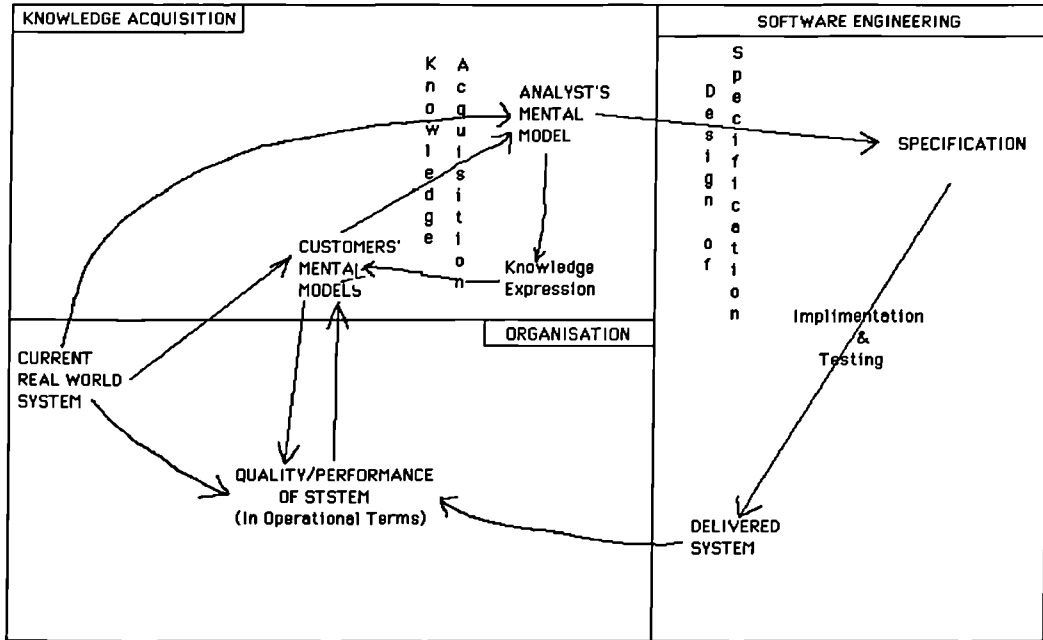 KNOWLEDGE ACQUISITION
SOFTWARE ENGINEERING
Knowledge
Acquisition
ANALYST'S
MENTAL
MODEL
Design of
Specification
SPECIFICATION
CUSTOMERS'
MENTAL
MODELS
Knowledge
Expression
ORGANISATION
Implimentation
&
Testing
CURRENT
REAL WORLD
SYSTEM
QUALITY/PERFORMANCE
OF STSTEM
(In Operational Terms)
DELIVERED
SYSTEM